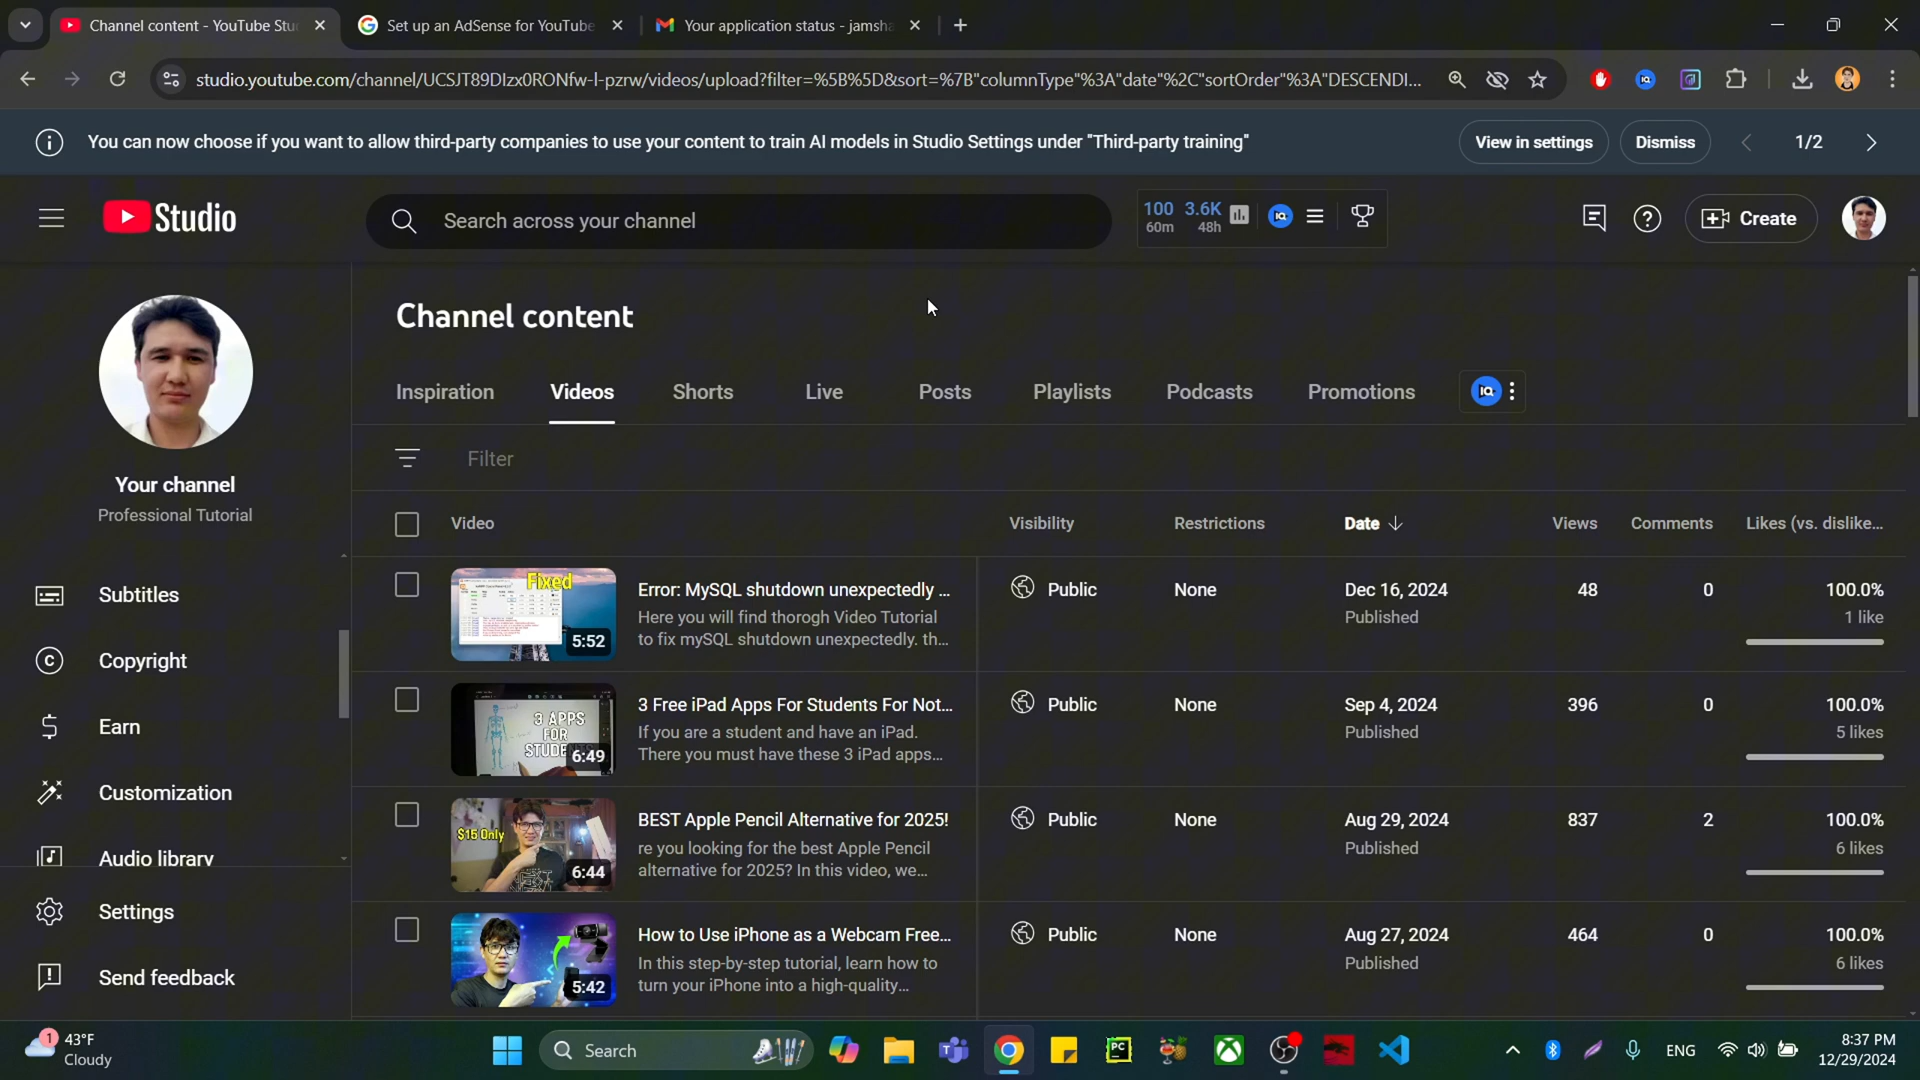 Channel content - YouTube Stu
Set up an AdSense for YouTube
Your application status - jamsha
studio.youtube.com/channel/UCSJT89DIzx0RONfw-l-pzrw/videos/upload?filter=%5B%5D&sort=%7B"columnType"%3A"date"%2C"sortOrder"%3A"DESCENDI...
You can now choose if you want to allow third-party companies to use your content to train AI models in Studio Settings under "Third-party training"
View in settings
Dismiss
1/2
Studio
Search across your channel
100 3.6K
60m 48h
IQ
Create
Channel content
Your channel
Professional Tutorial
Inspiration Videos Shorts Live Posts Playlists Podcasts Promotions IQ
Filter
Video Visibility Restrictions Date Views Comments Likes (vs. dislike...
Subtitles
Copyright
Earn
Customization
Audio library
Settings
Send feedback
Fixed
5:52
Error: MySQL shutdown unexpectedly ...
Here you will find thorogh Video Tutorial
to fix mySQL shutdown unexpectedly. th...
Public None Dec 16, 2024 48 0 100.0%
Published 1 like
3 APPS
FOR
STUDE
6:49
3 Free iPad Apps For Students For Not...
If you are a student and have an iPad.
There you must have these 3 iPad apps...
Public None Sep 4, 2024 396 0 100.0%
Published 5 likes
$15 Only
6:44
BEST Apple Pencil Alternative for 2025!
re you looking for the best Apple Pencil
alternative for 2025? In this video, we...
Public None Aug 29, 2024 837 2 100.0%
Published 6 likes
5:42
How to Use iPhone as a Webcam Free...
In this step-by-step tutorial, learn how to
turn your iPhone into a high-quality...
Public None Aug 27, 2024 464 0 100.0%
Published 6 likes
1
43°F
Cloudy
Search
PC
ENG
8:37 PM
12/29/2024